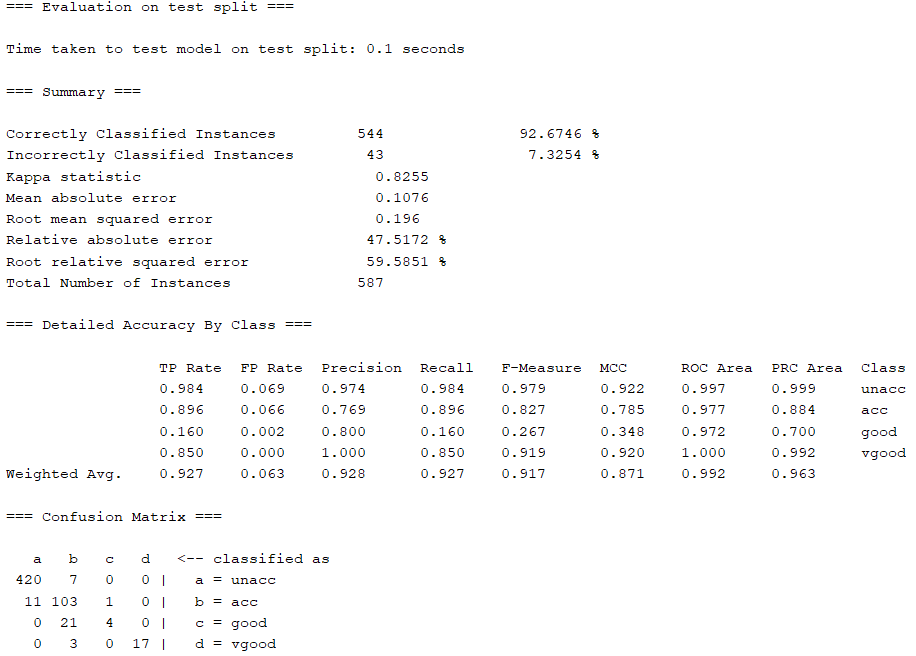 === Evaluation on test split ===
Time taken to test model on test split: 0.1 seconds
=== Summary ===
Correctly Classified Instances 544 92.6746 %
Incorrectly Classified Instances 43 7.3254 %
Kappa statistic 0.8255
Mean absolute error 0.1076
Root mean squared error 0.196
Relative absolute error 47.5172 %
Root relative squared error 59.5851 %
Total Number of Instances 587
=== Detailed Accuracy By Class ===
TP Rate FP Rate Precision Recall F-Measure MCC ROC Area PRC Area Class
0.984 0.069 0.974 0.984 0.979 0.922 0.997 0.999 unacc
0.896 0.066 0.769 0.896 0.827 0.785 0.977 0.884 acc
0.160 0.002 0.800 0.160 0.267 0.348 0.972 0.700 good
0.850 0.000 1.000 0.850 0.919 0.920 1.000 0.992 vgood
Weighted Avg. 0.927 0.063 0.928 0.927 0.917 0.871 0.992 0.963
=== Confusion Matrix ===
a b c d <-- classified as
420 7 0 0 | a = unacc
11 103 1 0 | b = acc
0 21 4 0 | c = good
0 3 0 17 | d = vgood